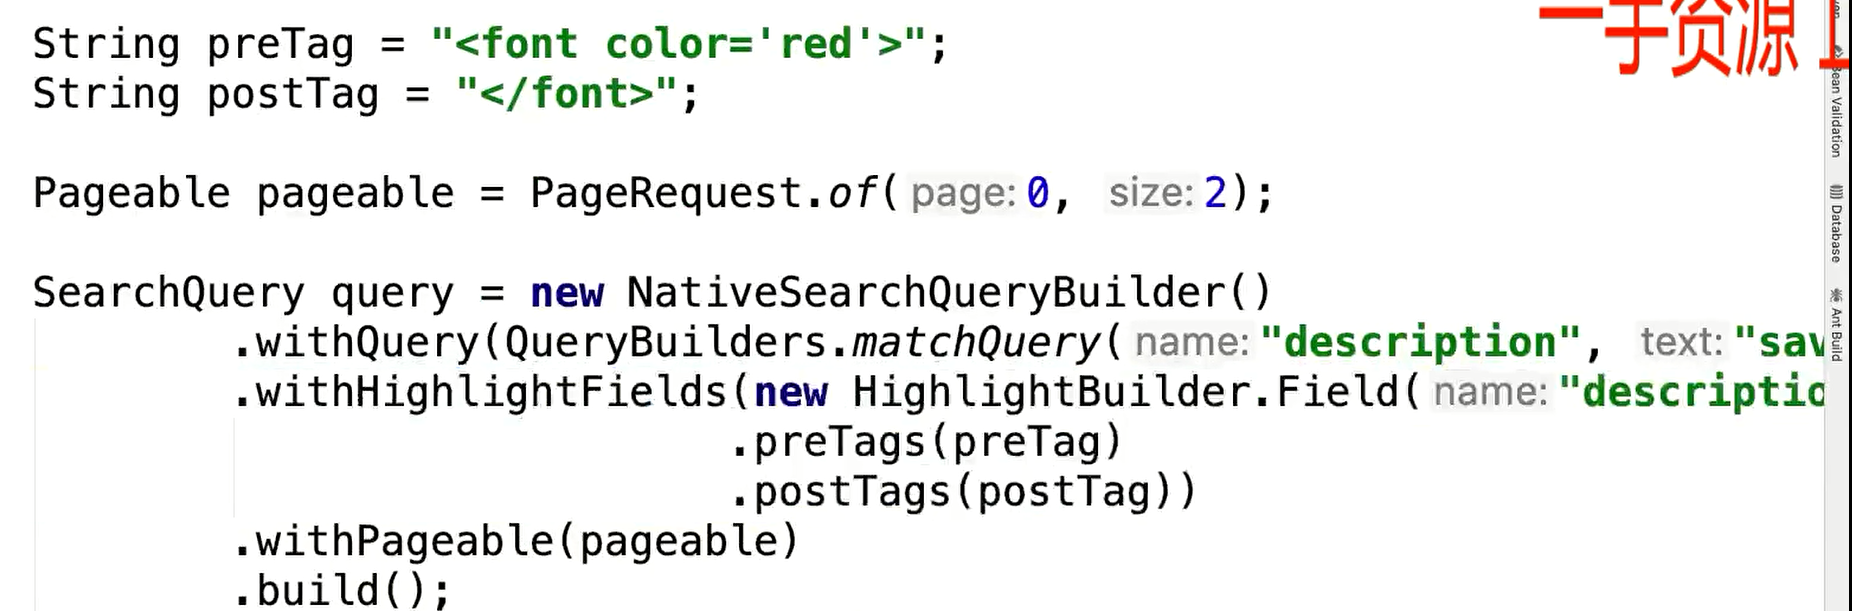 String preTag = "<font color='red'>";
String postTag = "</font>";
Pageable pageable = PageRequest.of( page: 0, size: 2);
SearchQuery query = new NativeSearchQueryBuilder()
.withQuery(QueryBuilders.matchQuery( name: "description", text: "sav
.withHighlightFields(new HighlightBuilder.Field( name: "descriptio
.preTags(preTag)
.postTags(postTag))
.withPageable(pageable)
.build();
一手资源
Bean Validation
Database
Ant Build